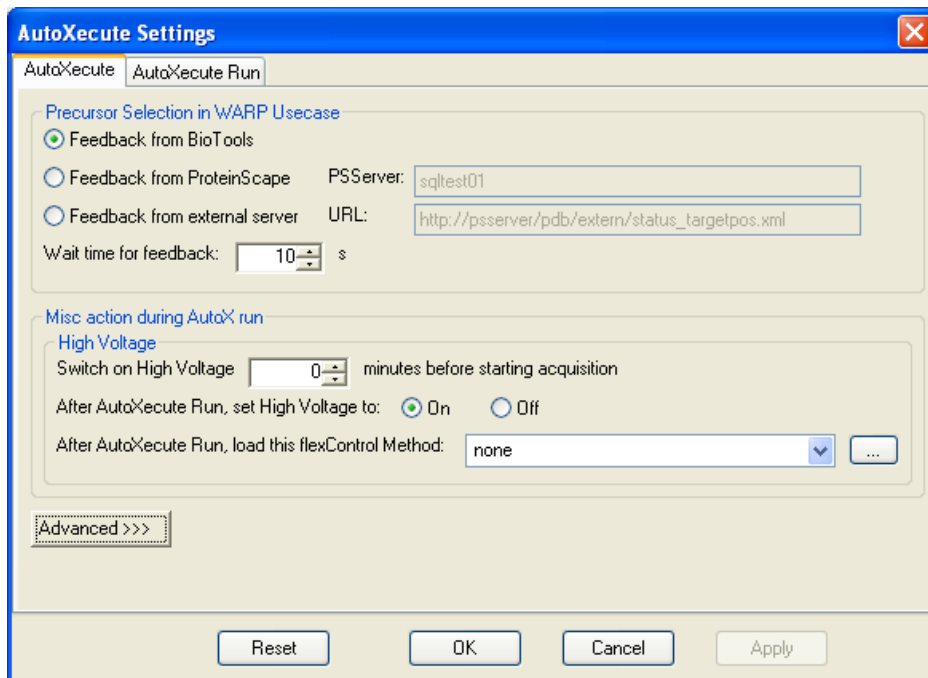 AutoXecute Settings
AutoXecute AutoXecute Run
Precursor Selection in WARP Usecase
Feedback from BioTools
Feedback from ProteinScape PSServer: sqltest01
Feedback from external server URL: http://psserver/pdb/extern/status_targetpos.xml
Wait time for feedback: 10 s
Misc action during AutoX run
High Voltage
Switch on High Voltage 0 minutes before starting acquisition
After AutoXecute Run, set High Voltage to: On Off
After AutoXecute Run, load this flexControl Method: none ...
Advanced >>>
Reset OK Cancel Apply